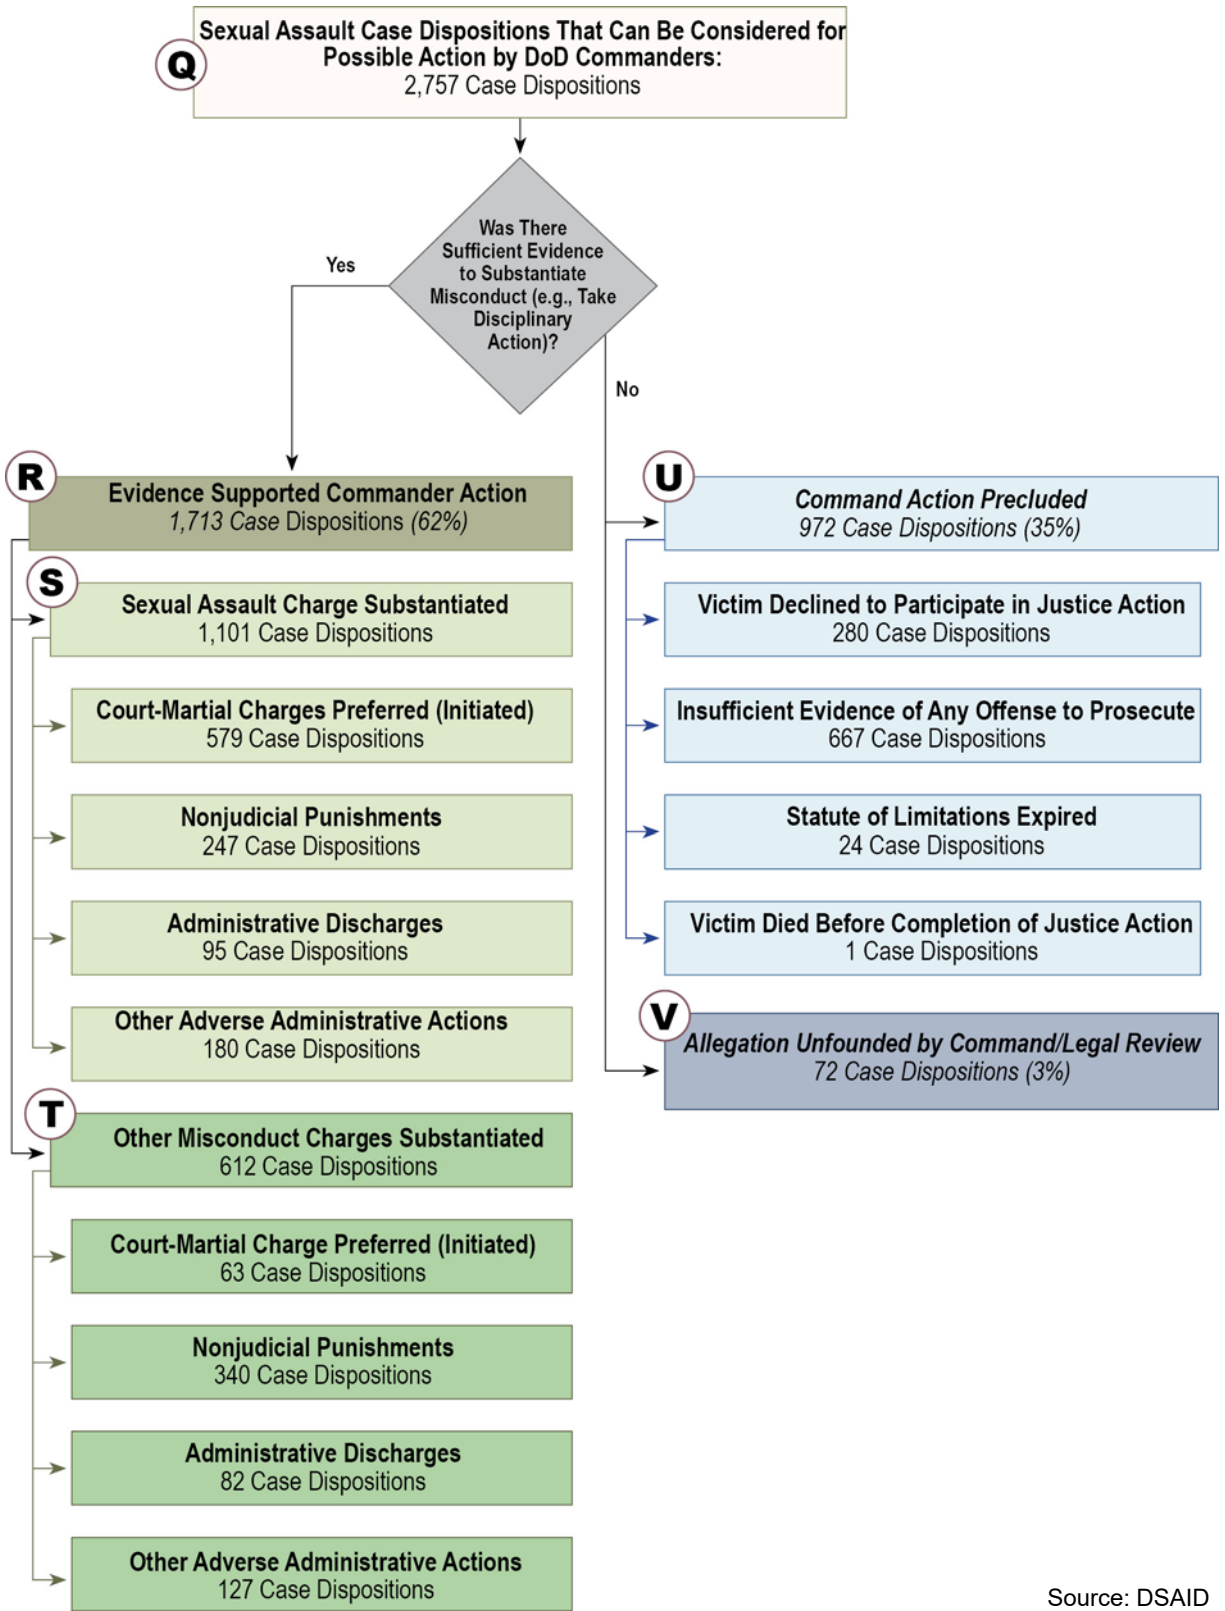 Q
Sexual Assault Case Dispositions That Can Be Considered for
Possible Action by DoD Commanders:
2,757 Case Dispositions
Was There
Sufficient Evidence
to Substantiate
Misconduct (e.g., Take
Disciplinary
Action)?
Yes
No
R
Evidence Supported Commander Action
1,713 Case Dispositions (62%)
S
Sexual Assault Charge Substantiated
1,101 Case Dispositions
Court-Martial Charges Preferred (Initiated)
579 Case Dispositions
Nonjudicial Punishments
247 Case Dispositions
Administrative Discharges
95 Case Dispositions
Other Adverse Administrative Actions
180 Case Dispositions
T
Other Misconduct Charges Substantiated
612 Case Dispositions
Court-Martial Charge Preferred (Initiated)
63 Case Dispositions
Nonjudicial Punishments
340 Case Dispositions
Administrative Discharges
82 Case Dispositions
Other Adverse Administrative Actions
127 Case Dispositions
U
Command Action Precluded
972 Case Dispositions (35%)
Victim Declined to Participate in Justice Action
280 Case Dispositions
Insufficient Evidence of Any Offense to Prosecute
667 Case Dispositions
Statute of Limitations Expired
24 Case Dispositions
Victim Died Before Completion of Justice Action
1 Case Dispositions
V
Allegation Unfounded by Command/Legal Review
72 Case Dispositions (3%)
Source: DSAID